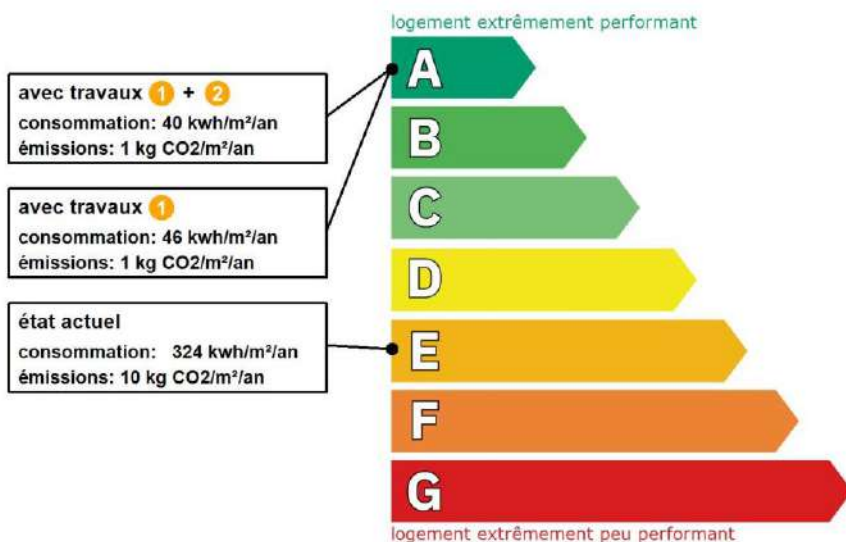 logement extrêmement performant
avec travaux 1 + 2
consommation: 40 kwh/m²/an
émissions: 1 kg CO2/m²/an
avec travaux 1
consommation: 46 kwh/m²/an
émissions: 1 kg CO2/m²/an
état actuel
consommation: 324 kwh/m²/an
émissions: 10 kg CO2/m²/an
A
B
C
D
E
F
G
logement extrêmement peu performant